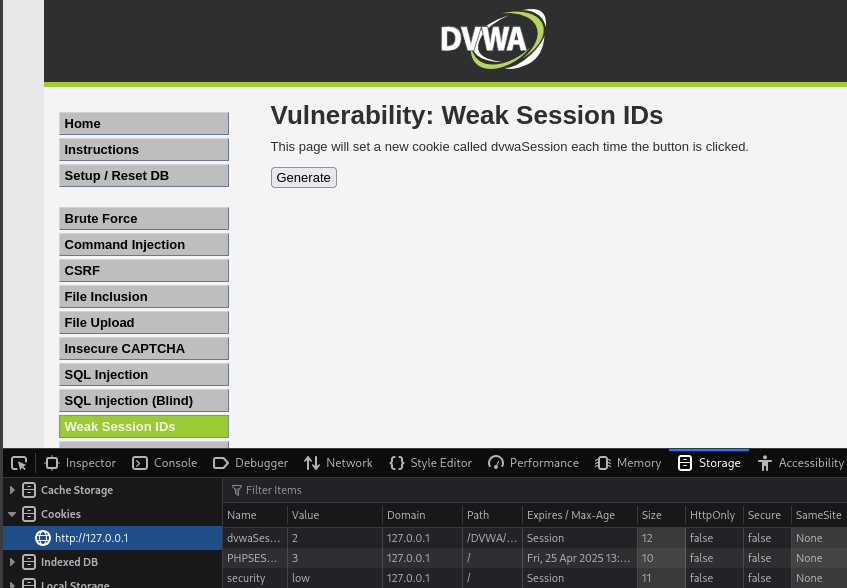 DVWA
Home
Instructions
Setup / Reset DB
Brute Force
Command Injection
CSRF
File Inclusion
File Upload
Insecure CAPTCHA
SQL Injection
SQL Injection (Blind)
Weak Session IDs
Vulnerability: Weak Session IDs
This page will set a new cookie called dvwaSession each time the button is clicked.
Generate
Inspector Console Debugger Network Style Editor Performance Memory Storage Accessibility
Cache Storage
Cookies
http://127.0.0.1
Indexed DB
Local Storage
Filter Items
Name Value Domain Path Expires / Max-Age Size HttpOnly Secure SameSite
dvwaSes... 2 127.0.0.1 /DVWA/... Session 12 false false None
PHPSES... 3 127.0.0.1 / Fri, 25 Apr 2025 13:... 10 false false None
security low 127.0.0.1 / Session 11 false false None